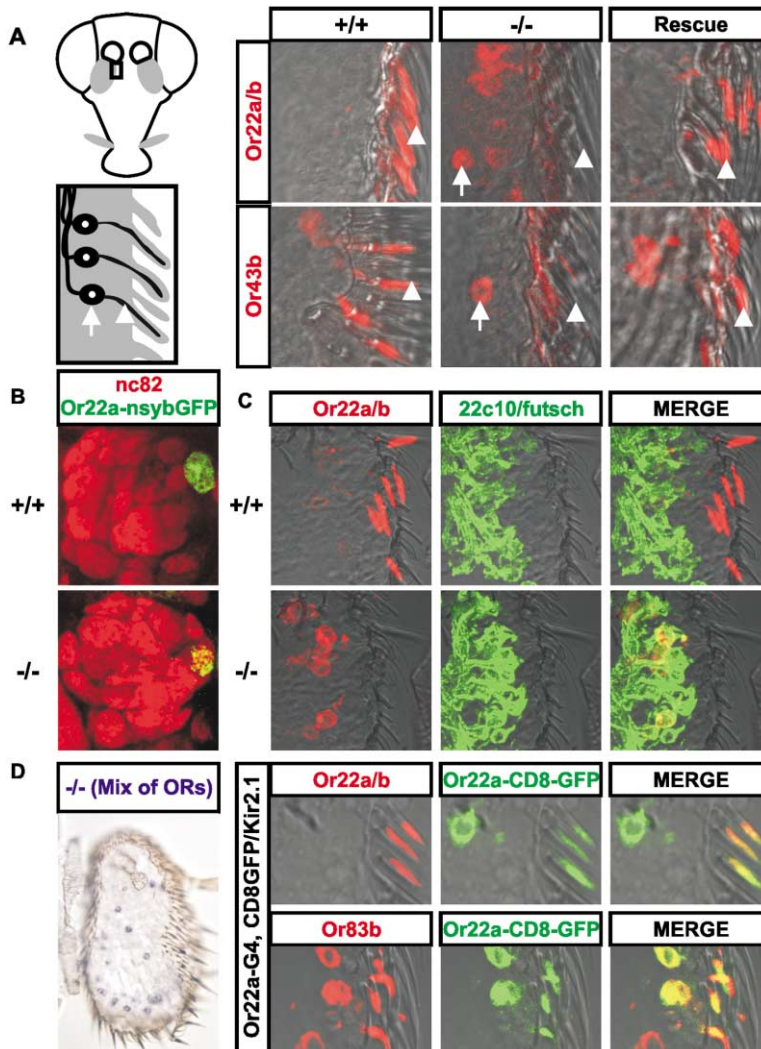 A
+/+
-/-
Rescue
Or22a/b
Or43b
B
nc82
Or22a-nsybGFP
+/+
-/-
C
Or22a/b
22c10/futsch
MERGE
+/+
-/-
D
-/- (Mix of ORs)
Or22a-G4, CD8GFP/Kir2.1
Or22a/b
Or22a-CD8-GFP
MERGE
Or83b
Or22a-CD8-GFP
MERGE